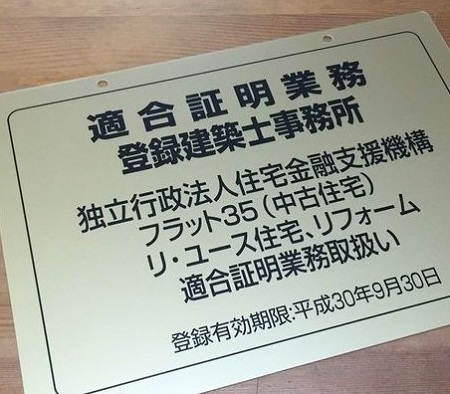 適合証明業務
登録建築士事務所
独立行政法人住宅金融支援機構
フラット35(中古住宅)
リ・ユース住宅、リフォーム
適合証明業務取扱い
登録有効期限:平成30年9月30日